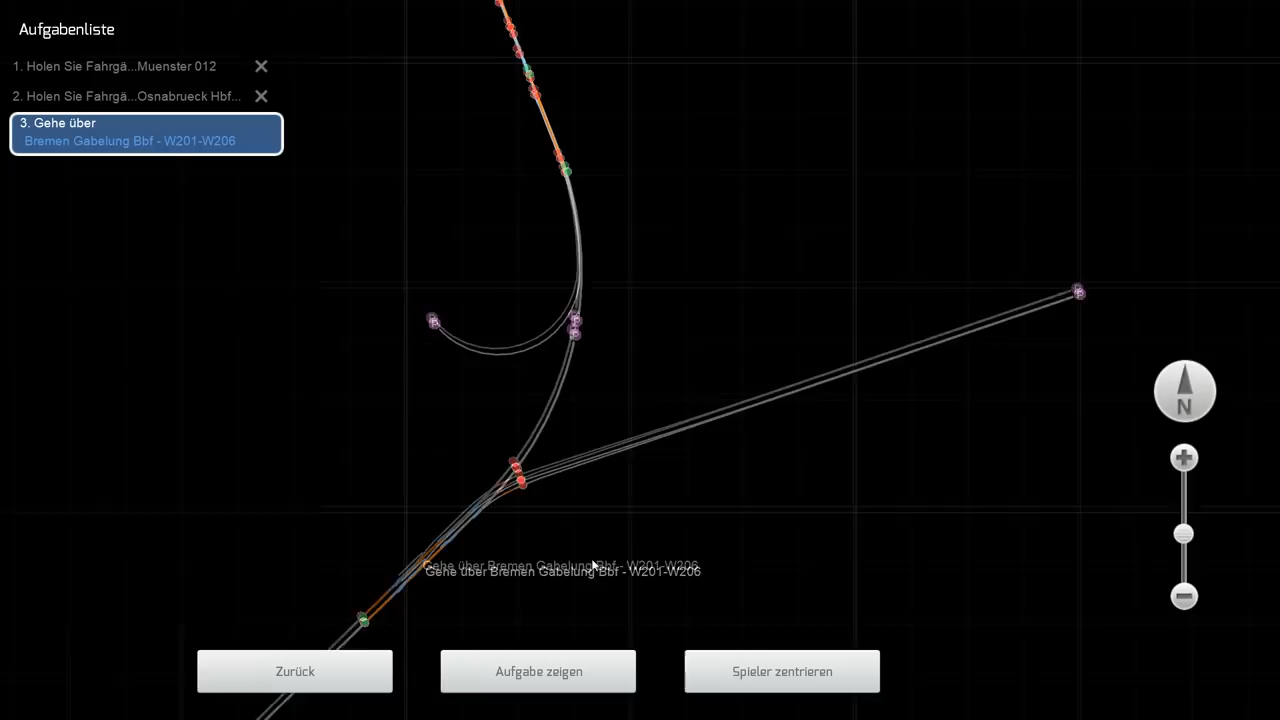 Aufgabenliste
1. Holen Sie Fahrgä...Muenster 012
2. Holen Sie Fahrgä...Osnabrueck Hbf...
3. Gehe über
Bremen Gabelung Bbf - W201-W206
N
Gehe über Bremen Gabelung Bbf - W201-W206
Gehe über Bremen Gabelung Bbf - W201-W206
Zurück
Aufgabe zeigen
Spieler zentrieren